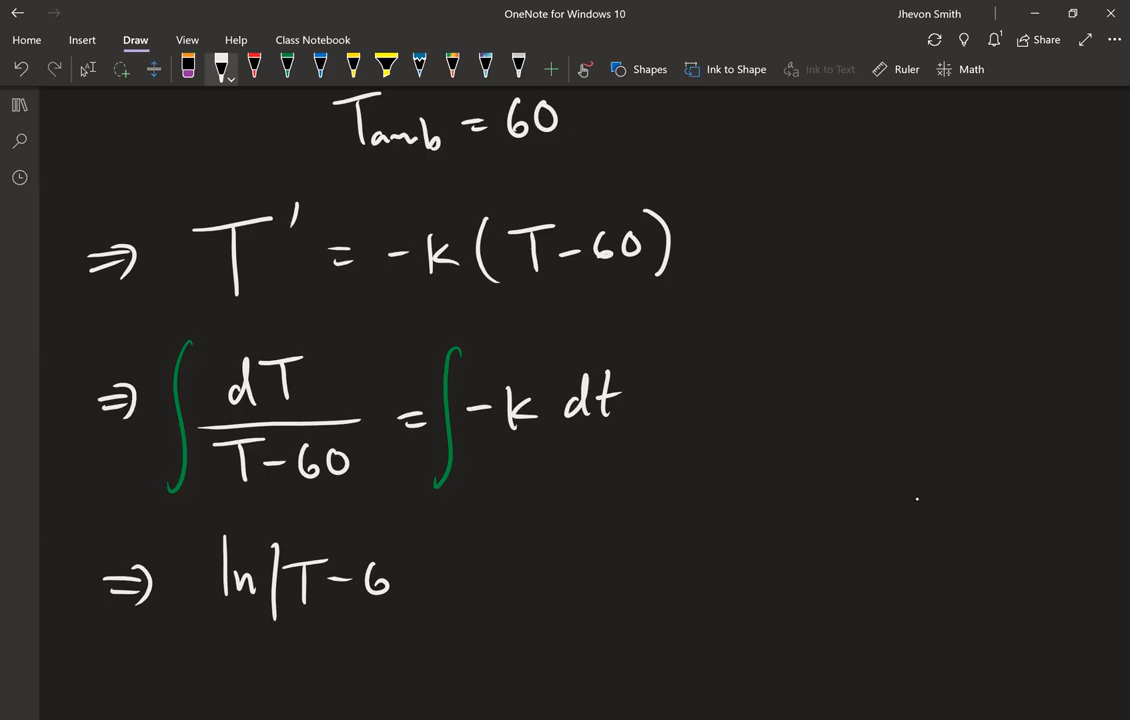 OneNote for Windows 10
Jhevon Smith
Home Insert Draw View Help Class Notebook
Share
Shapes Ink to Shape Ink to Text Ruler Math
Tamb = 60
⇒ T' = -k(T-60)
⇒ ∫ dT/(T-60) = ∫ -k dt
⇒ ln|T-6